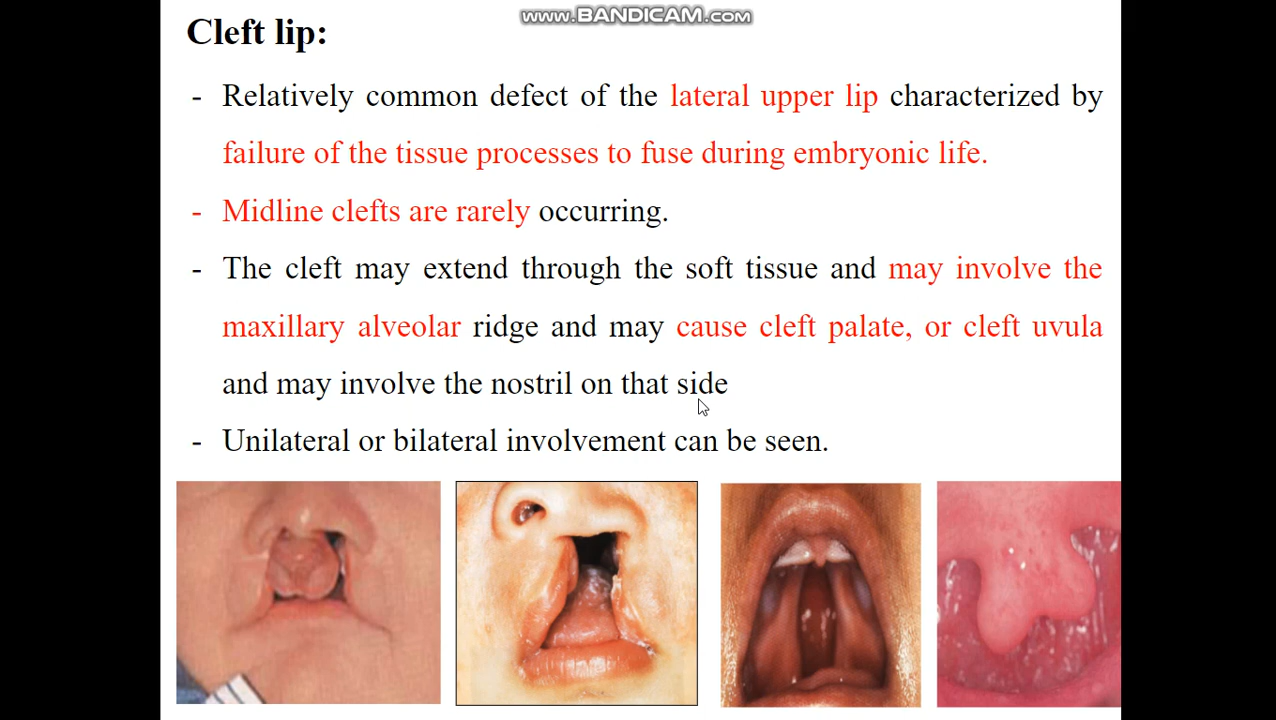 www.BANDICAM.com
Cleft lip:
- Relatively common defect of the lateral upper lip characterized by
failure of the tissue processes to fuse during embryonic life.
- Midline clefts are rarely occurring.
- The cleft may extend through the soft tissue and may involve the
maxillary alveolar ridge and may cause cleft palate, or cleft uvula
and may involve the nostril on that side
- Unilateral or bilateral involvement can be seen.